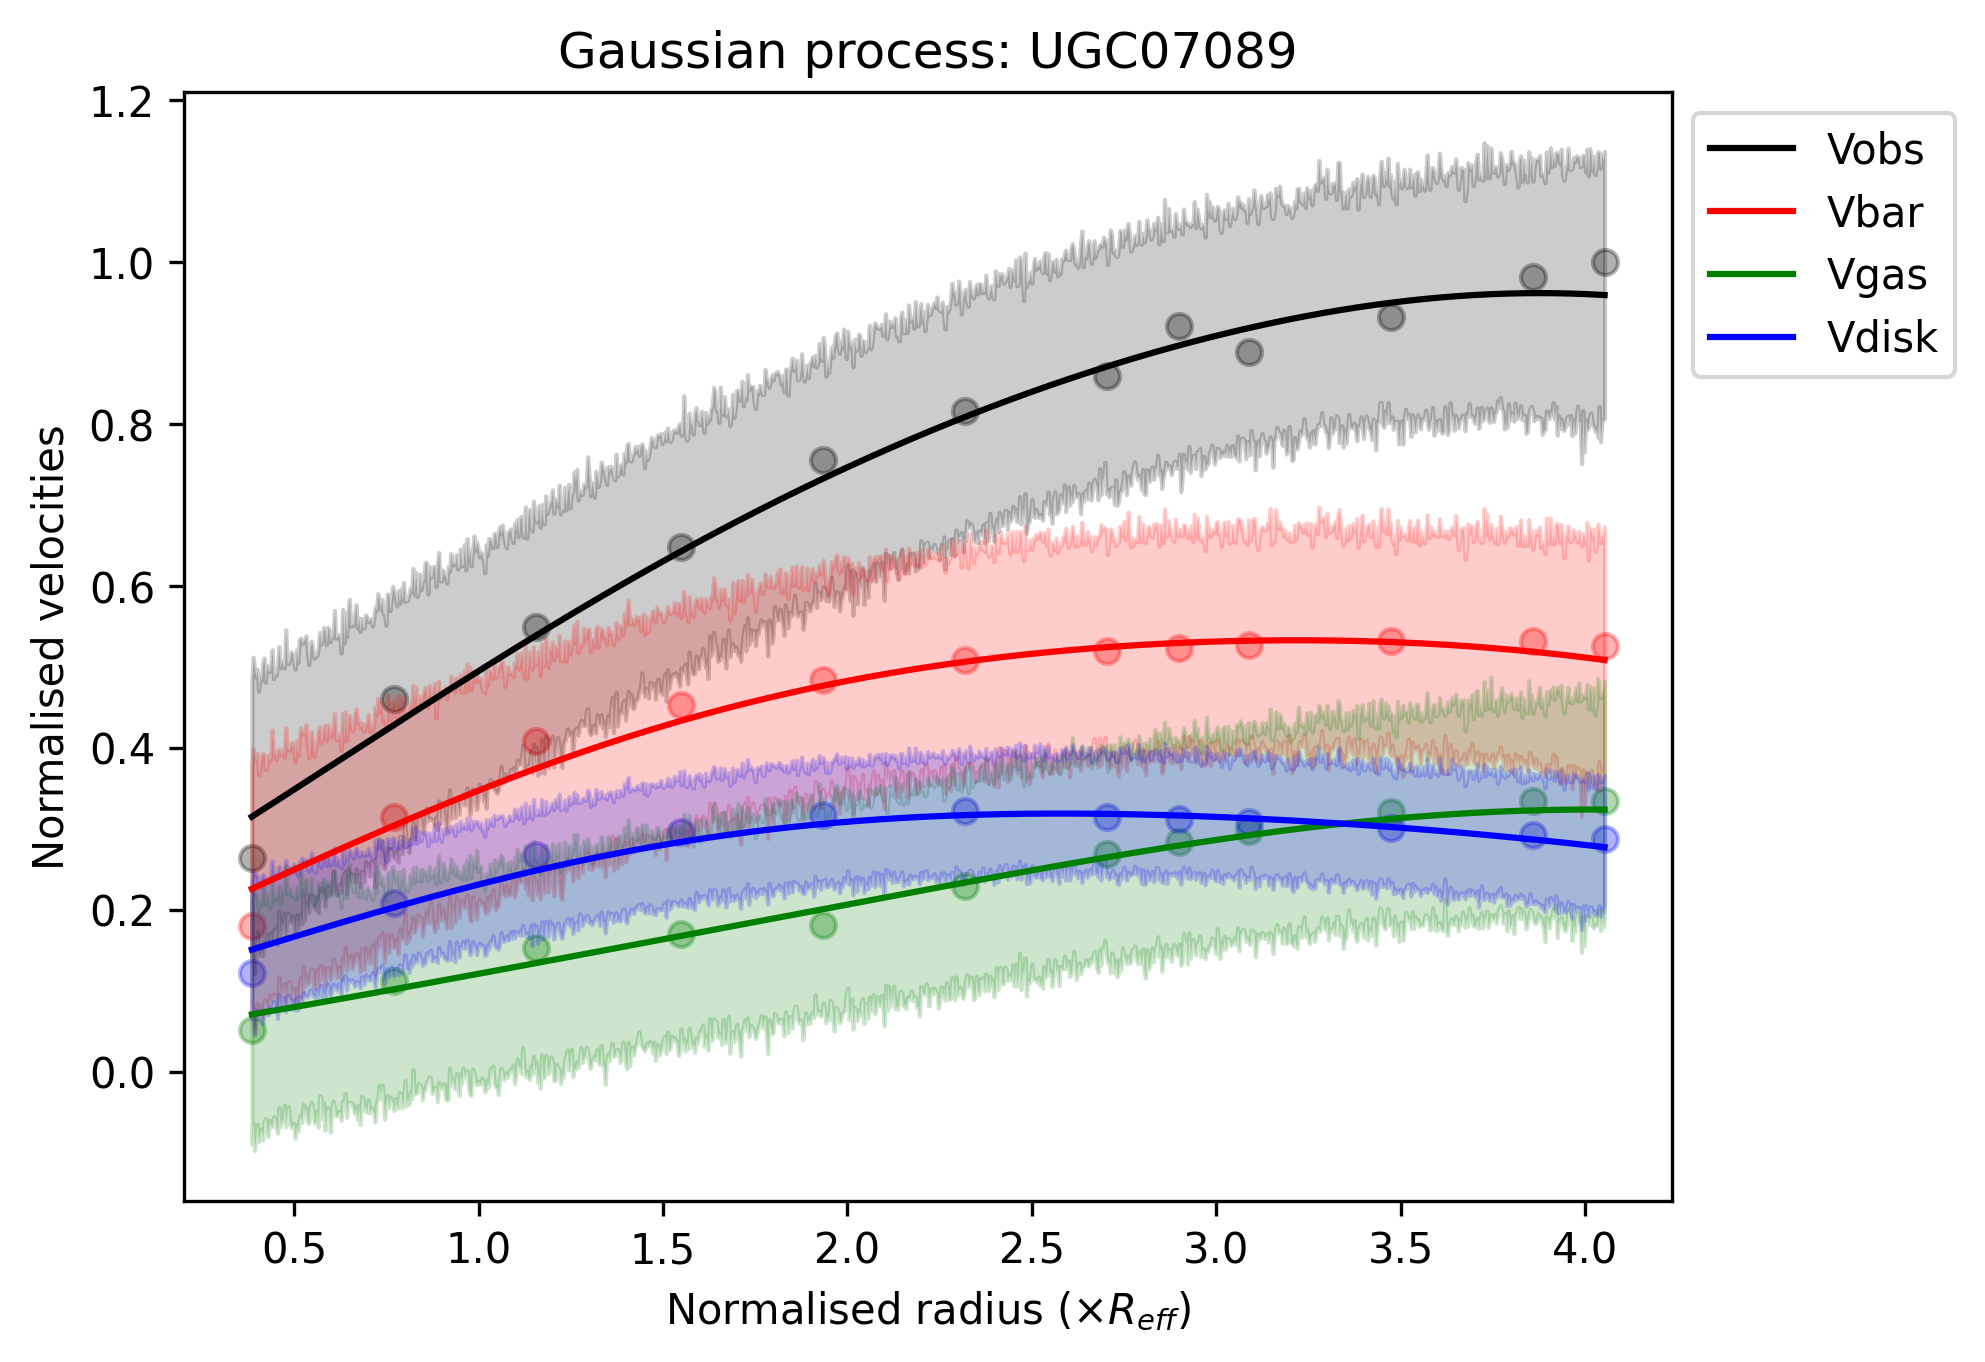 Gaussian process: UGC07089
1.2
1.0
0.8
0.6
0.4
0.2
0.0
Normalised velocities
0.5 1.0 1.5 2.0 2.5 3.0 3.5 4.0
Normalised radius (×R_eff)
Vobs
Vbar
Vgas
Vdisk